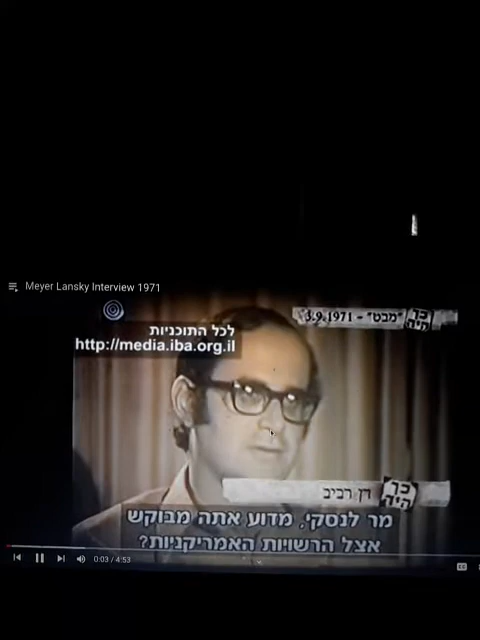 Meyer Lansky Interview 1971
"מבט" - 3.9.1971
כך היה
לכל התוכניות
http://media.iba.org.il
דן רביב
כך היה
מר לנסקי, מדוע אתה מבוקש
אצל הרשויות האמריקניות?
0:03 / 4:53